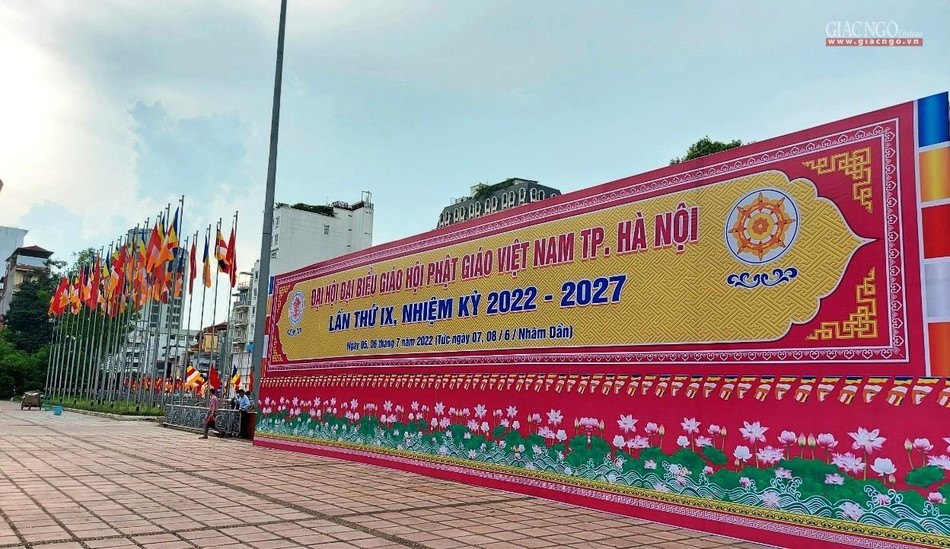 GIACNGO Online
www.giacngo.vn
ĐẠI HỘI ĐẠI BIỂU GIÁO HỘI PHẬT GIÁO VIỆT NAM TP. HÀ NỘI
LẦN THỨ IX, NHIỆM KỲ 2022 - 2027
Ngày 05, 06 tháng 7 năm 2022 (Tức ngày 07, 08 / 6 / Nhâm Dần)